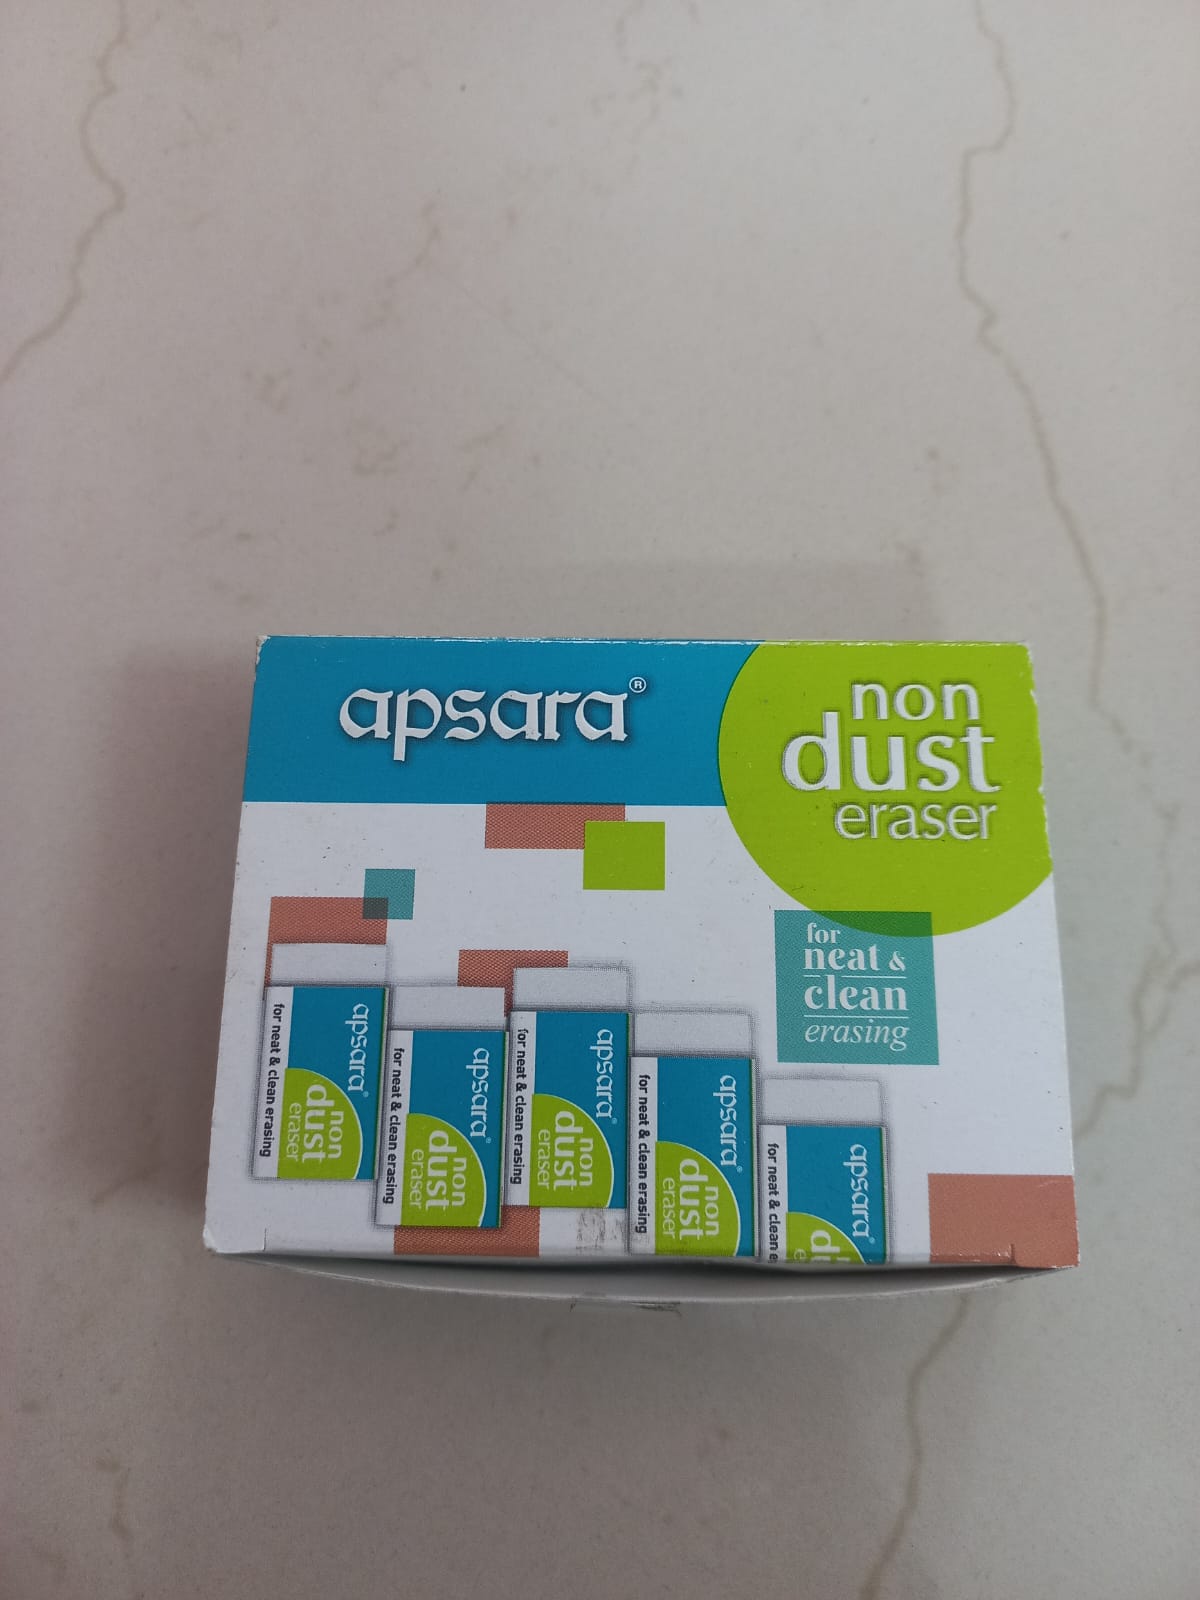 apsara®
non
dust
eraser
for
neat &
clean
erasing
apsara®
non
dust
eraser
for neat & clean erasing
apsara®
non
dust
eraser
for neat & clean erasing
apsara®
non
dust
eraser
for neat & clean erasing
apsara®
non
dust
eraser
for neat & clean erasing
apsara®
for neat & clean